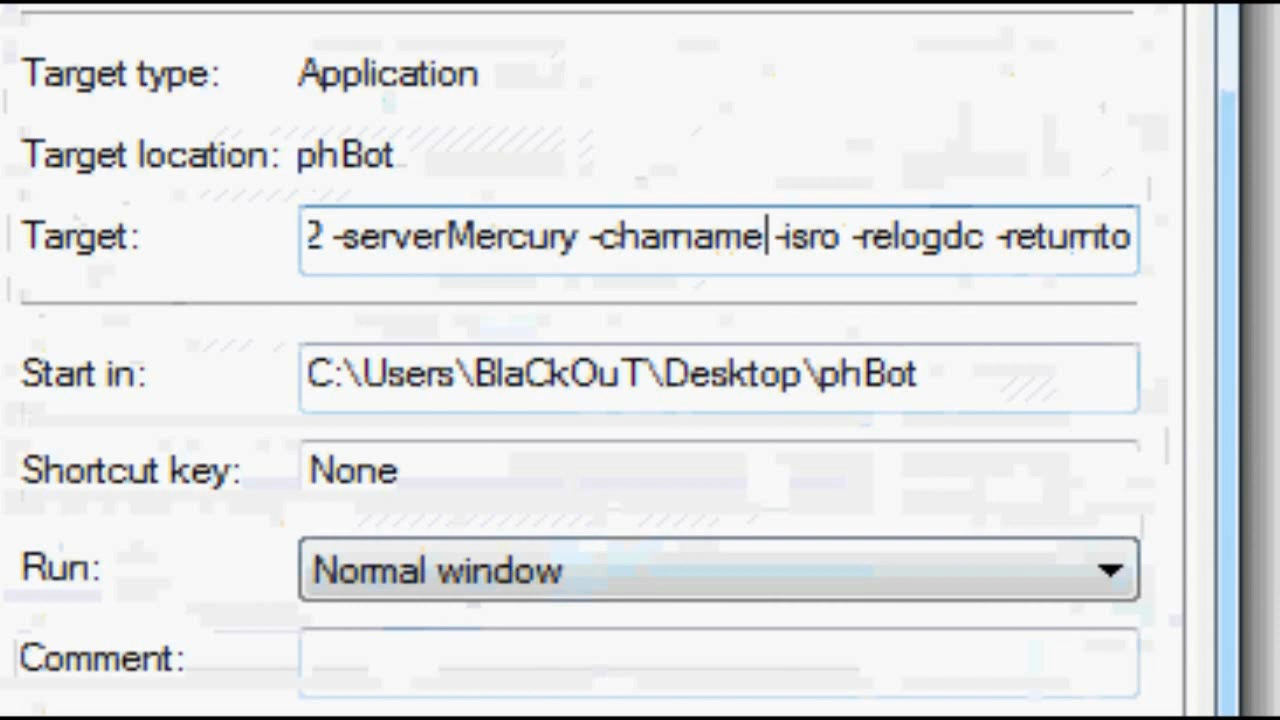 Target type: Application
Target location: phBot
Target: 2 -serverMercury -charname -isro -relogdc -returnto
Start in: C:\Users\BlaCkOuT\Desktop\phBot
Shortcut key: None
Run: Normal window
Comment: